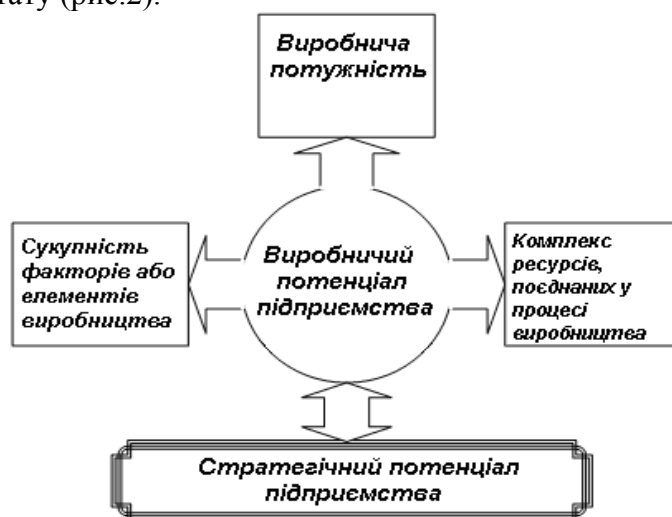 тату (рис.2).
Виробнича
потужність
Сукупність
факторів або
елементів
виробництва
Виробничий
потенціал
підприємства
Комплекс
ресурсів,
поєднаних у
процесі
виробництва
Стратегічний потенціал
підприємства